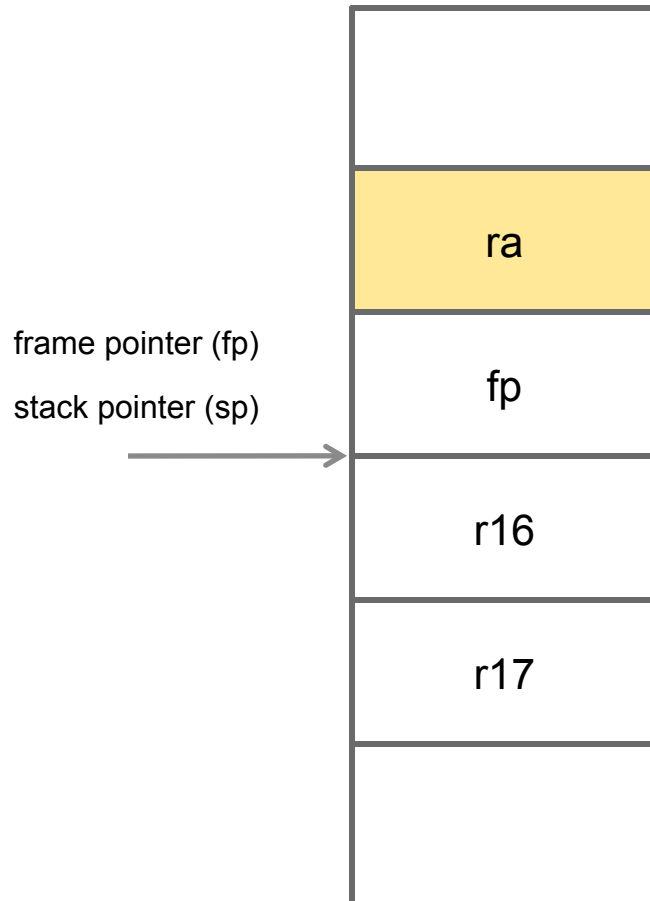 ra
frame pointer (fp)
fp
stack pointer (sp)
r16
r17